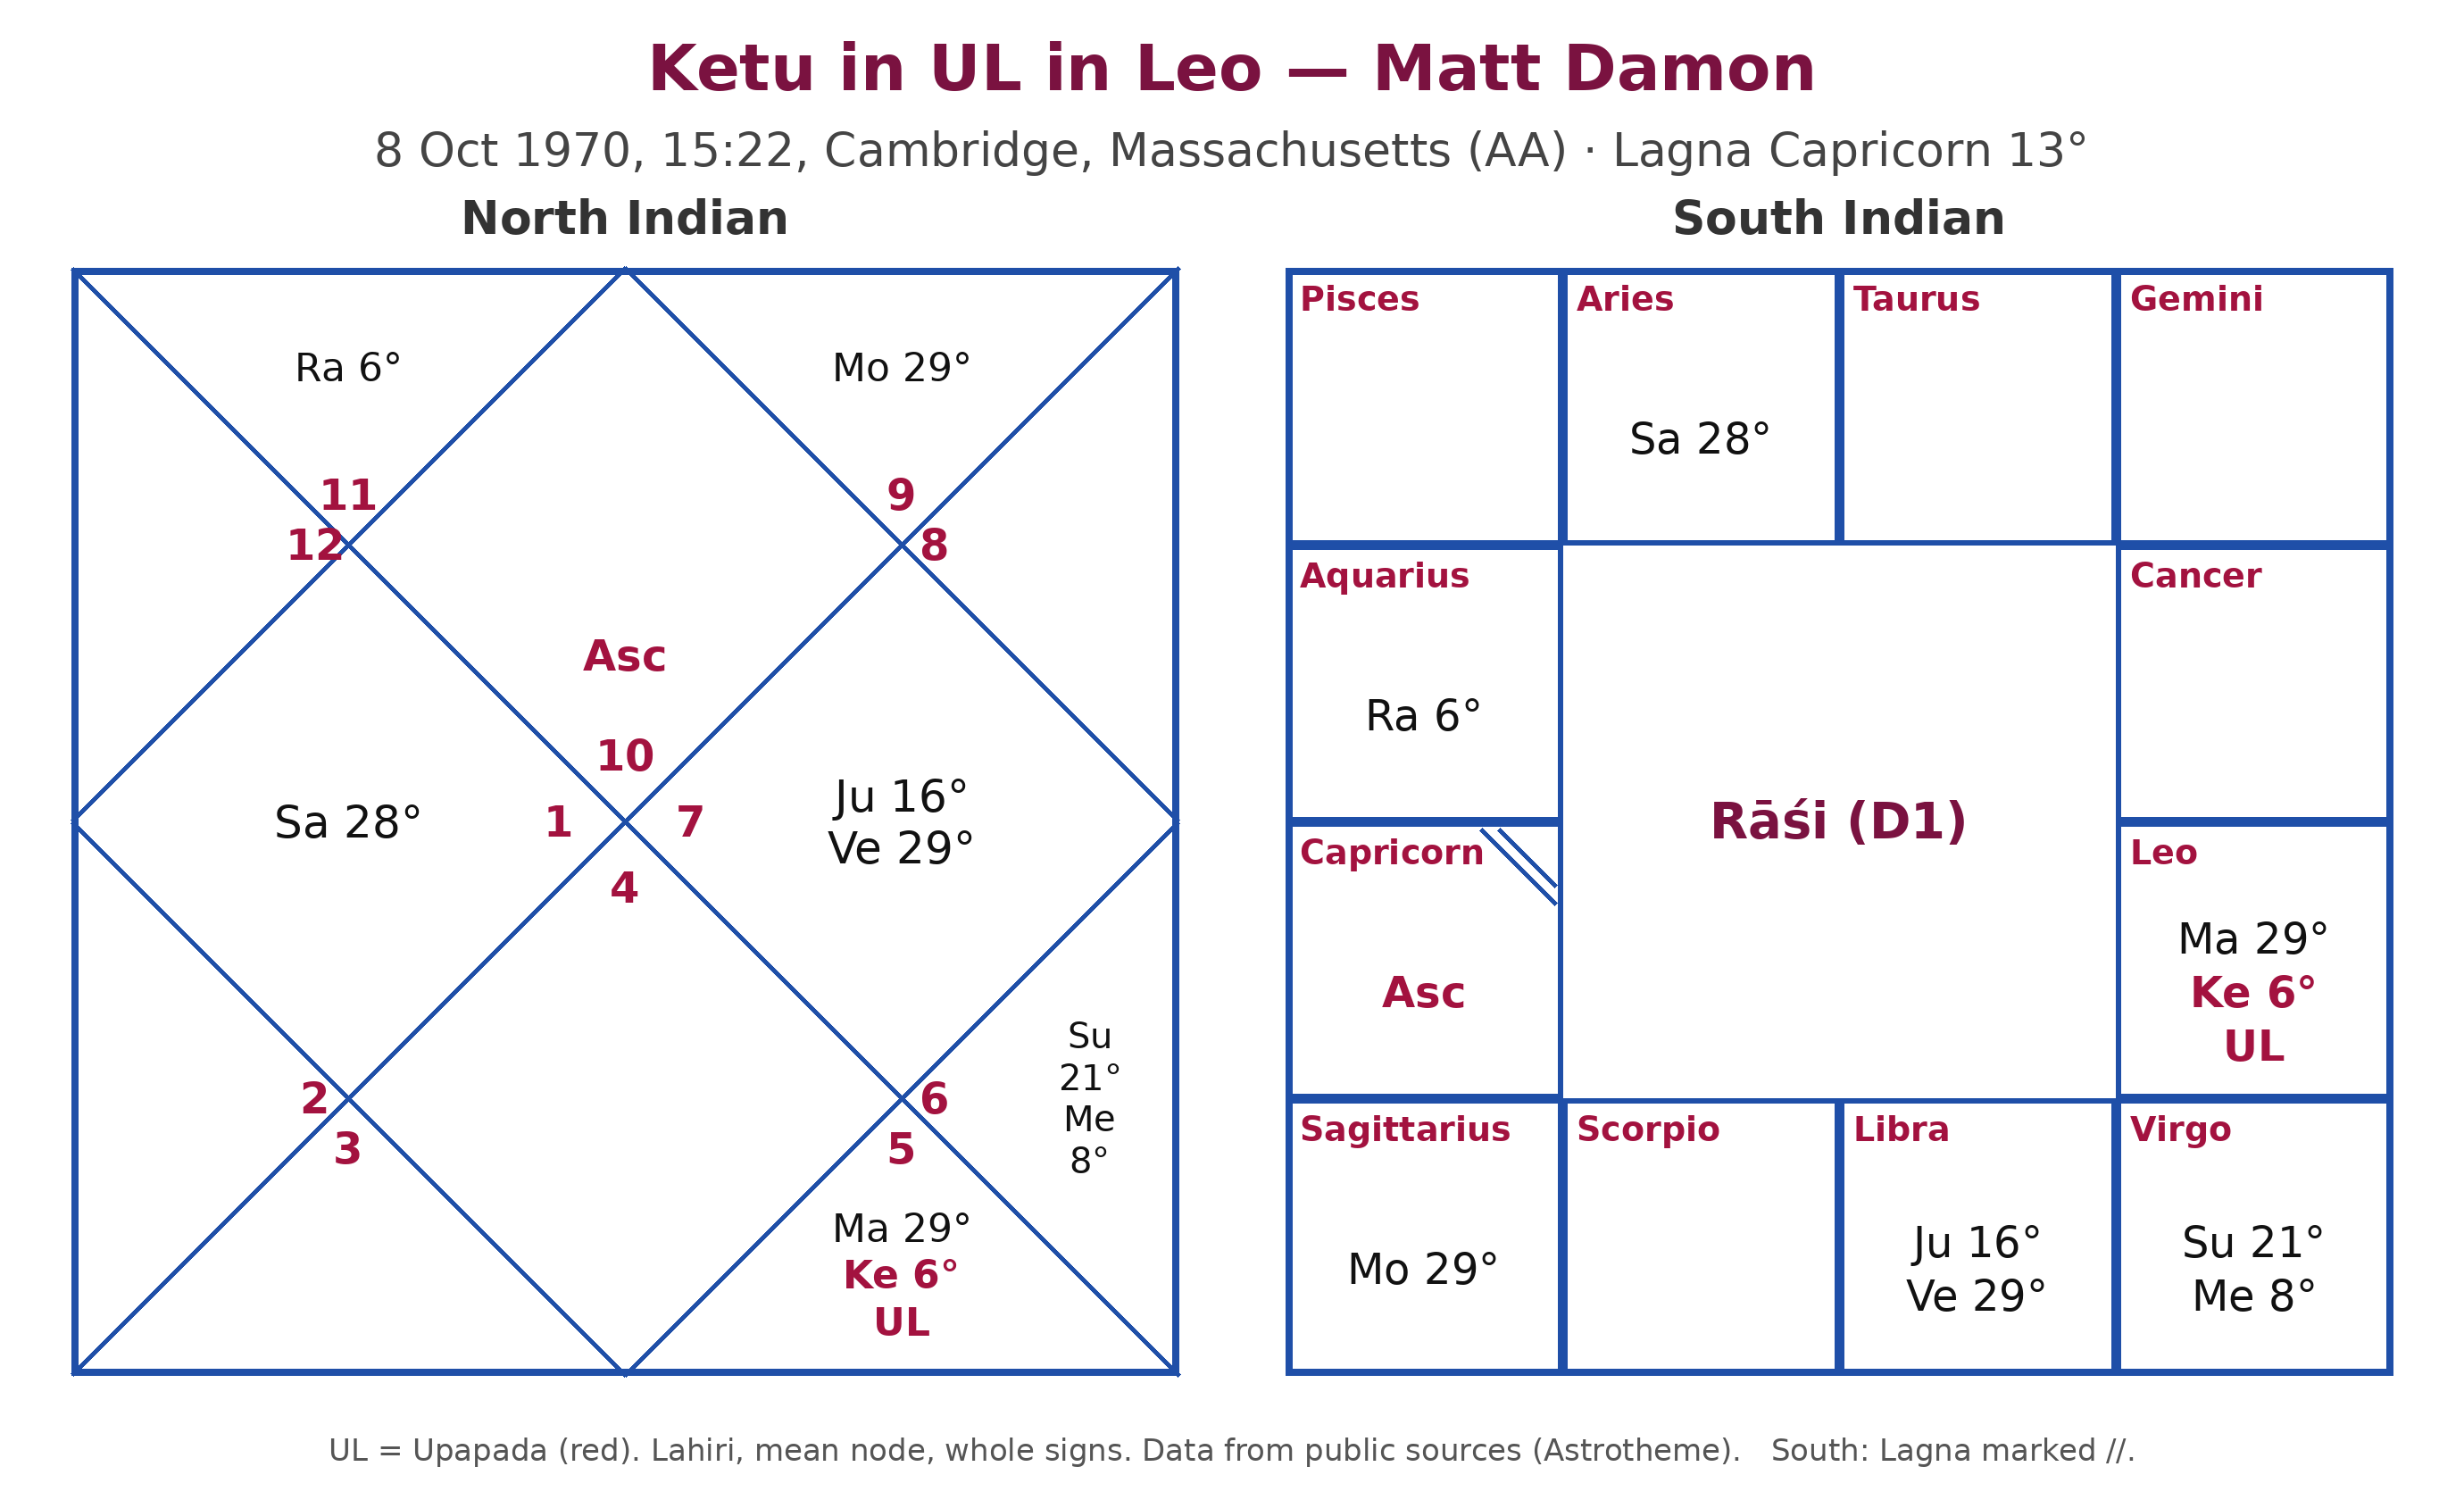 Ketu in UL in Leo — Matt Damon
8 Oct 1970, 15:22, Cambridge, Massachusetts (AA) · Lagna Capricorn 13°
North Indian
Ra 6°
Mo 29°
11
9
12
8
Asc
10
Sa 28°
1
7
Ju 16°
Ve 29°
4
Su
21°
Me
8°
2
6
3
5
Ma 29°
Ke 6°
UL
South Indian
Pisces
Aries
Sa 28°
Taurus
Gemini
Aquarius
Ra 6°
Cancer
Rāśi (D1)
Capricorn
Asc
Leo
Ma 29°
Ke 6°
UL
Sagittarius
Mo 29°
Scorpio
Libra
Ju 16°
Ve 29°
Virgo
Su 21°
Me 8°
UL = Upapada (red). Lahiri, mean node, whole signs. Data from public sources (Astrotheme). South: Lagna marked //.